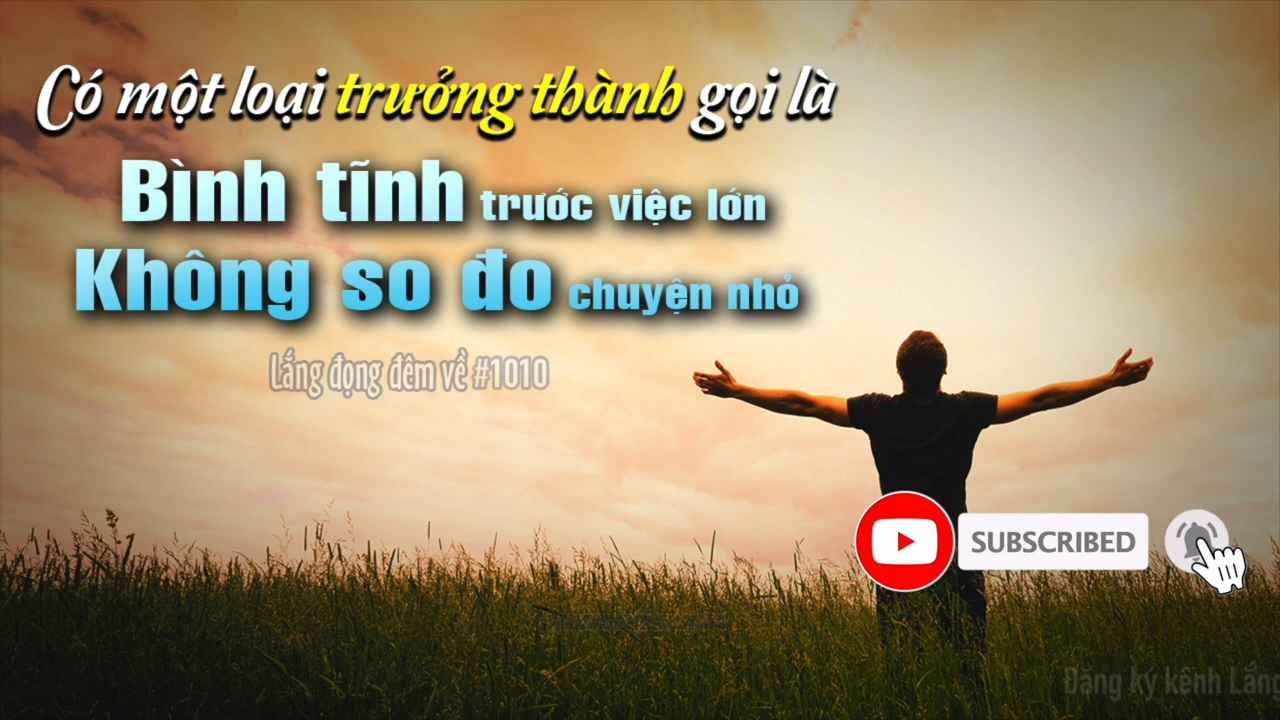 Có một loại trưởng thành gọi là
Bình tĩnh trước việc lớn
Không so đo chuyện nhỏ
Lắng đọng đêm về #1010
SUBSCRIBED
Đăng ký kênh Lắng